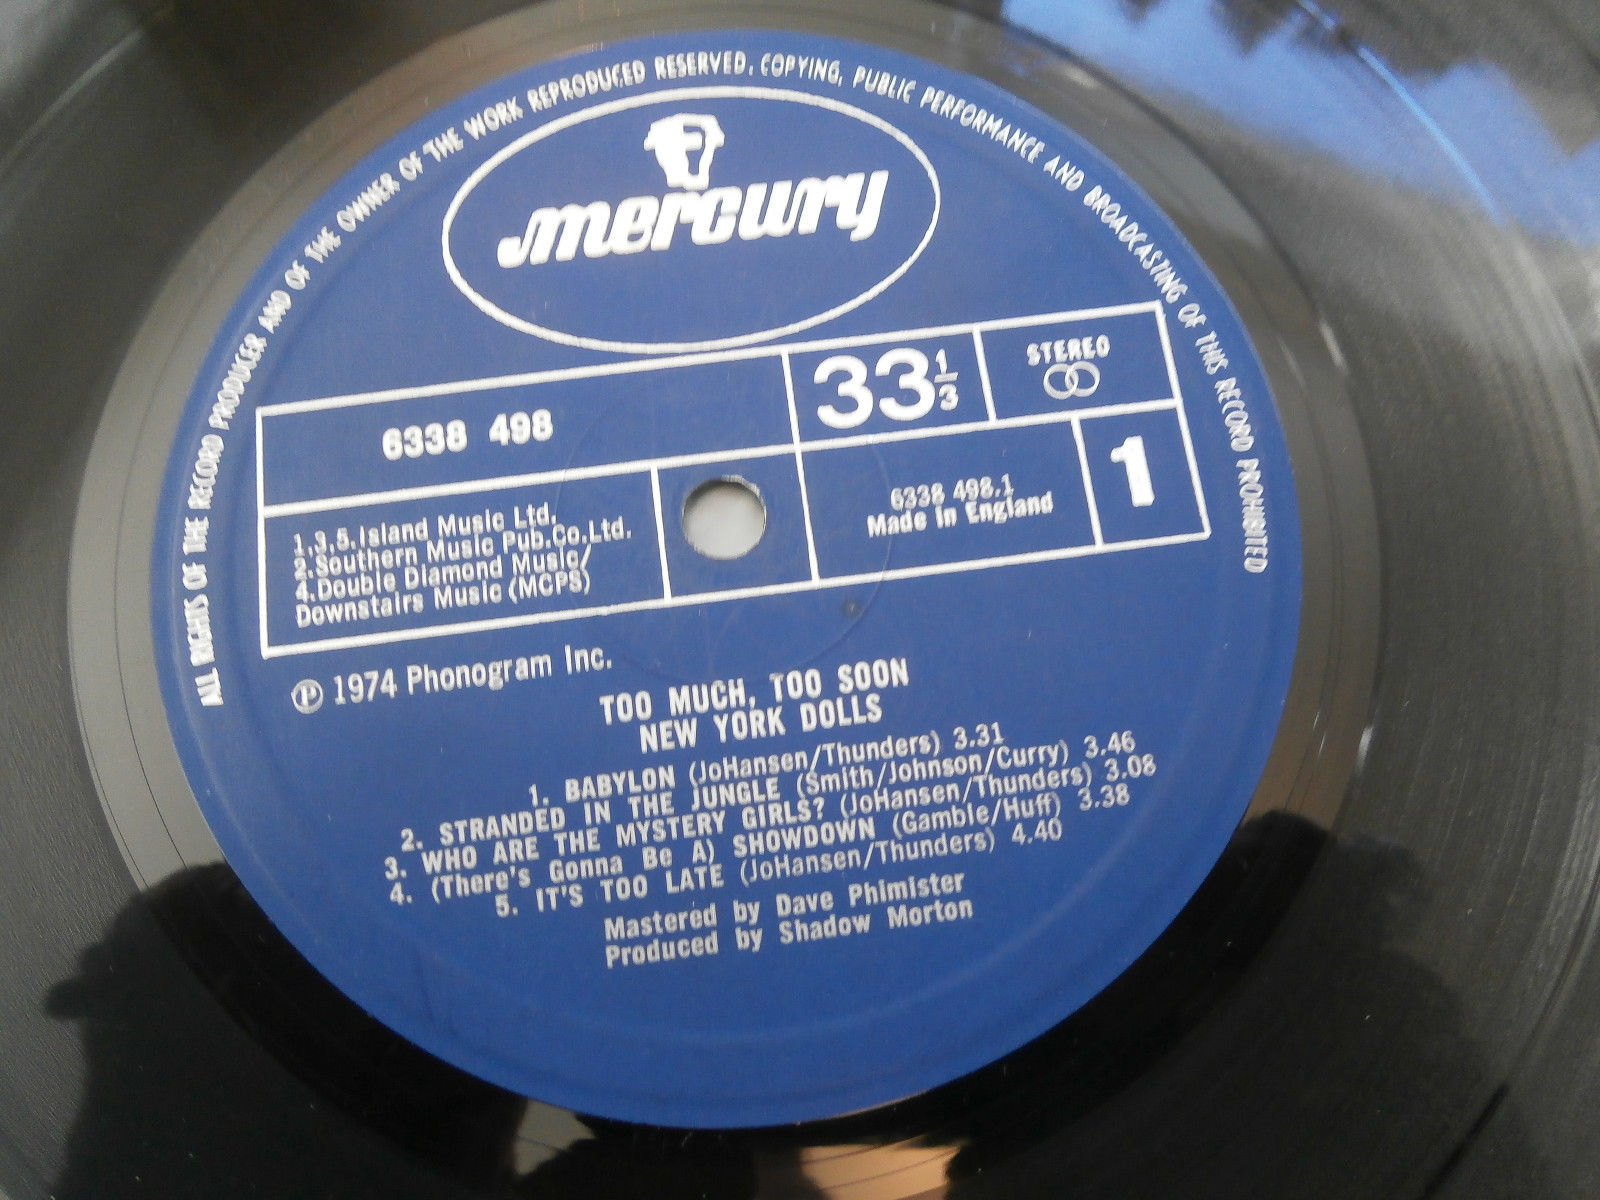 ALL RIGHTS OF THE RECORD PRODUCER AND OF THE OWNER OF THE WORK REPRODUCED RESERVED. COPYING, PUBLIC PERFORMANCE AND BROADCASTING OF THIS RECORD PROHIBITED
mercury
33 1/3
STEREO
6338 498
1
6338 498.1
Made in England
1,3,5.Island Music Ltd.
2.Southern Music Pub.Co.Ltd.
4.Double Diamond Music/
Downstairs Music (MCPS)
℗ 1974 Phonogram Inc.
TOO MUCH, TOO SOON
NEW YORK DOLLS
1. BABYLON (JoHansen/Thunders) 3.31
2. STRANDED IN THE JUNGLE (Smith/Johnson/Curry) 3.46
3. WHO ARE THE MYSTERY GIRLS? (JoHansen/Thunders) 3.08
4. (There's Gonna Be A) SHOWDOWN (Gamble/Huff) 3.38
5. IT'S TOO LATE (JoHansen/Thunders) 4.40
Mastered by Dave Phimister
Produced by Shadow Morton